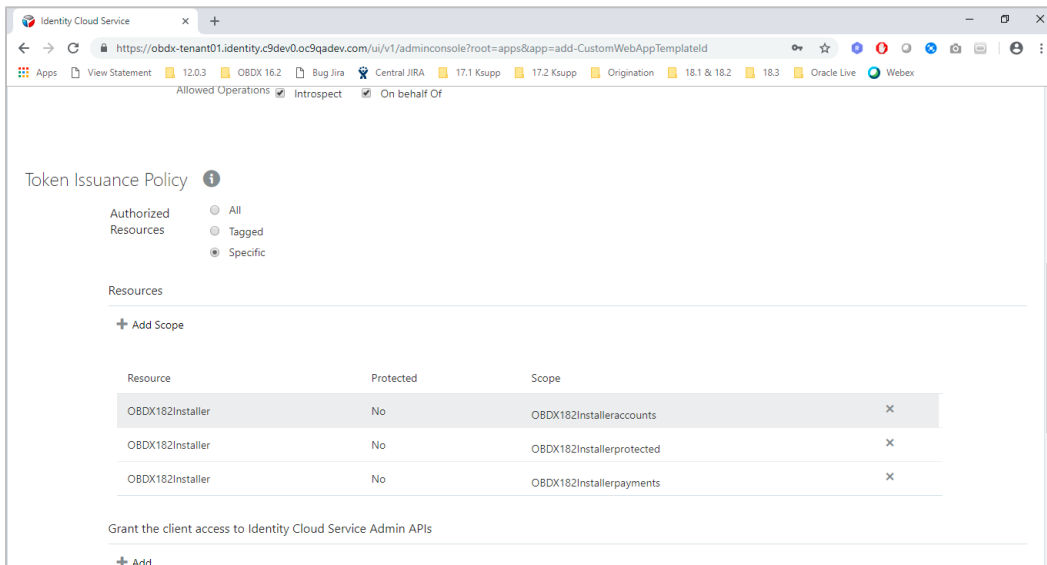 Identity Cloud Service
https://obdx-tenant01.identity.c9dev0.oc9qadev.com/ui/v1/adminconsole?root=apps&app=add-CustomWebAppTemplateId
Apps View Statement 12.0.3 OBDX 16.2 Bug Jira Central JIRA 17.1 Ksupp 17.2 Ksupp Origination 18.1 & 18.2 18.3 Oracle Live Webex
Allowed Operations Introspect On behalf Of
Token Issuance Policy
Authorized Resources
All
Tagged
Specific
Resources
+ Add Scope
Resource Protected Scope
OBDX182Installer No OBDX182Installeraccounts
OBDX182Installer No OBDX182Installerprotected
OBDX182Installer No OBDX182Installerpayments
Grant the client access to Identity Cloud Service Admin APIs
+ Add